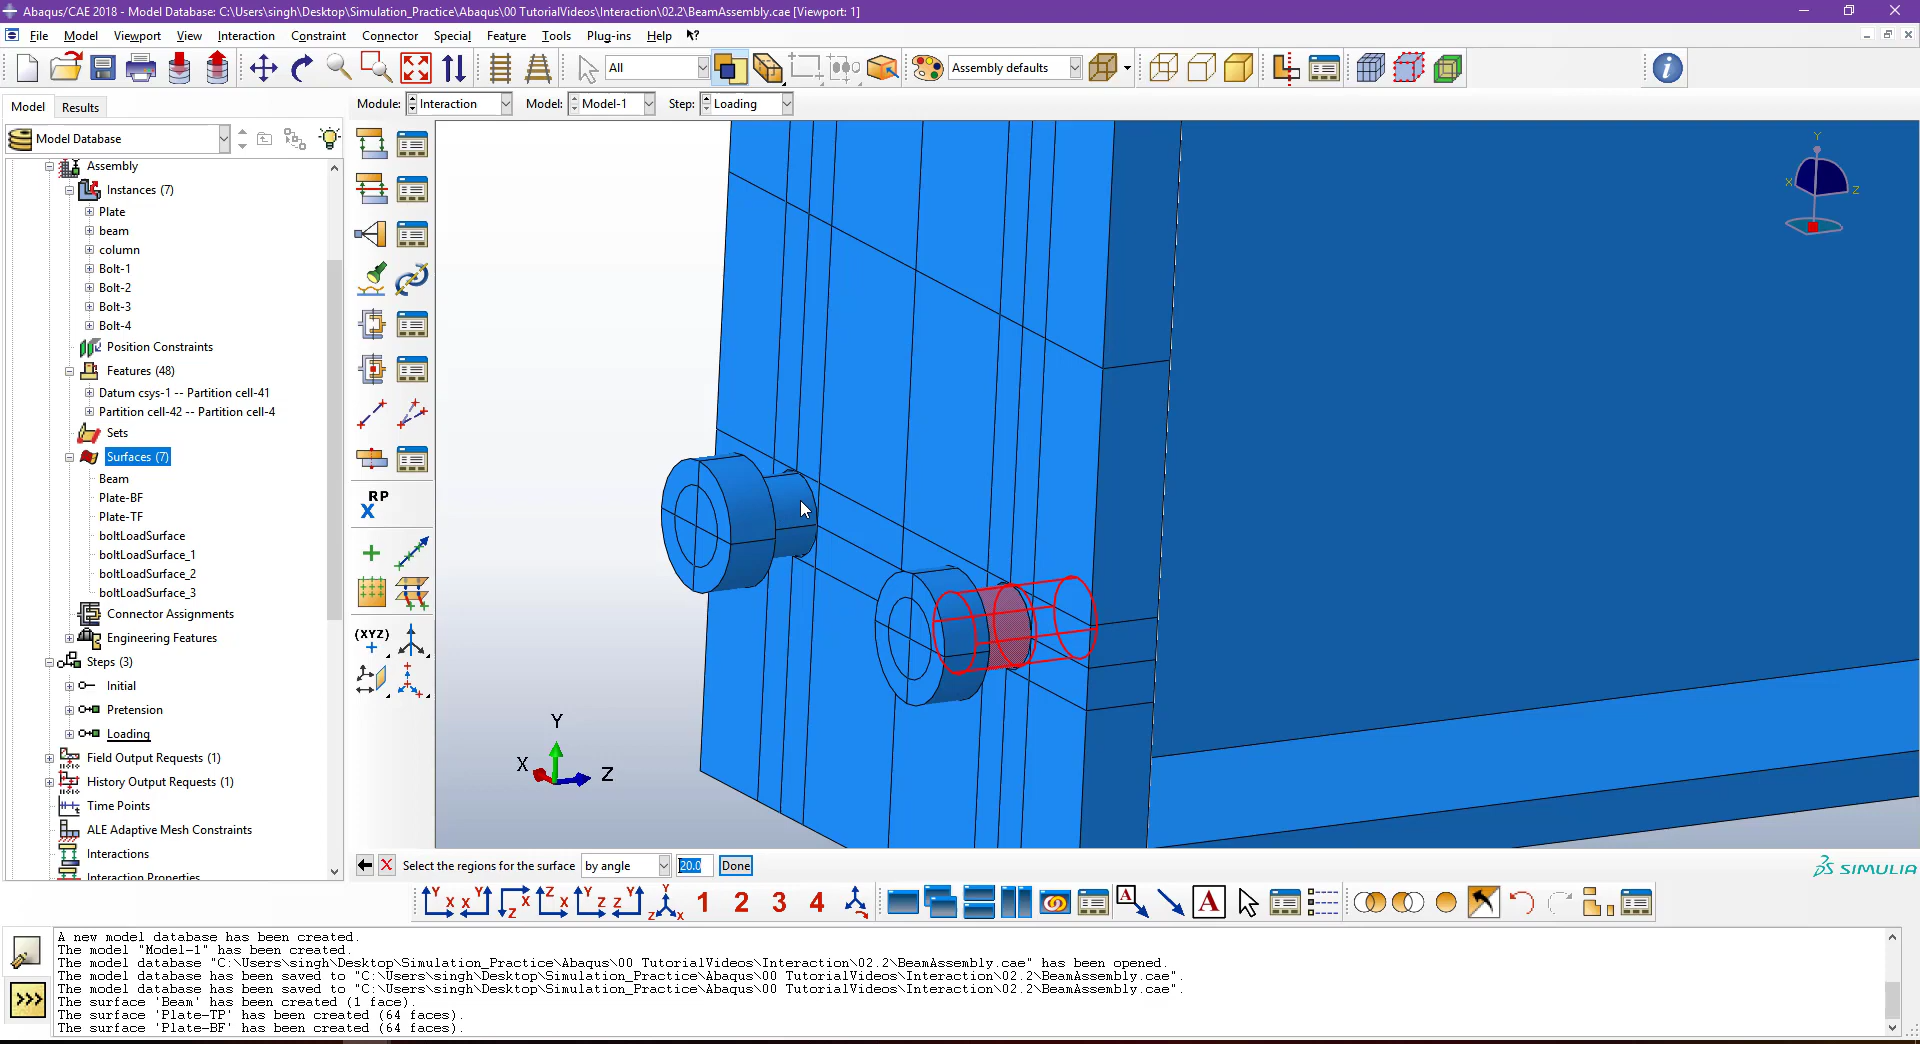 Abaqus/CAE 2018 - Model Database: C:\Users\singh\Desktop\Simulation_Practice\Abaqus\00 TutorialVideos\Interaction\02.2\BeamAssembly.cae [Viewport: 1]
File Model Viewport View Interaction Constraint Connector Special Feature Tools Plug-ins Help
All Assembly defaults
Model Results
Module: Interaction Model: Model-1 Step: Loading
Model Database
Assembly
Instances (7)
Plate
beam
column
Bolt-1
Bolt-2
Bolt-3
Bolt-4
Position Constraints
Features (48)
Datum csys-1 -- Partition cell-41
Partition cell-42 -- Partition cell-4
Sets
Surfaces (7)
Beam
Plate-BF
Plate-TF
boltLoadSurface
boltLoadSurface_1
boltLoadSurface_2
boltLoadSurface_3
Connector Assignments
Engineering Features
Steps (3)
Initial
Pretension
Loading
Field Output Requests (1)
History Output Requests (1)
Time Points
ALE Adaptive Mesh Constraints
Interactions
Interaction Properties
RP
(XYZ)
Y
X Z
Y
X Z
Select the regions for the surface by angle 20.0 Done
SIMULIA
1 2 3 4 A A
A new model database has been created.
The model "Model-1" has been created.
The model database "C:\Users\singh\Desktop\Simulation_Practice\Abaqus\00 TutorialVideos\Interaction\02.2\BeamAssembly.cae" has been opened.
The model database has been saved to "C:\Users\singh\Desktop\Simulation_Practice\Abaqus\00 TutorialVideos\Interaction\02.2\BeamAssembly.cae".
The model database has been saved to "C:\Users\singh\Desktop\Simulation_Practice\Abaqus\00 TutorialVideos\Interaction\02.2\BeamAssembly.cae".
The surface 'Beam' has been created (1 face).
The surface 'Plate-TP' has been created (64 faces).
The surface 'Plate-BF' has been created (64 faces).